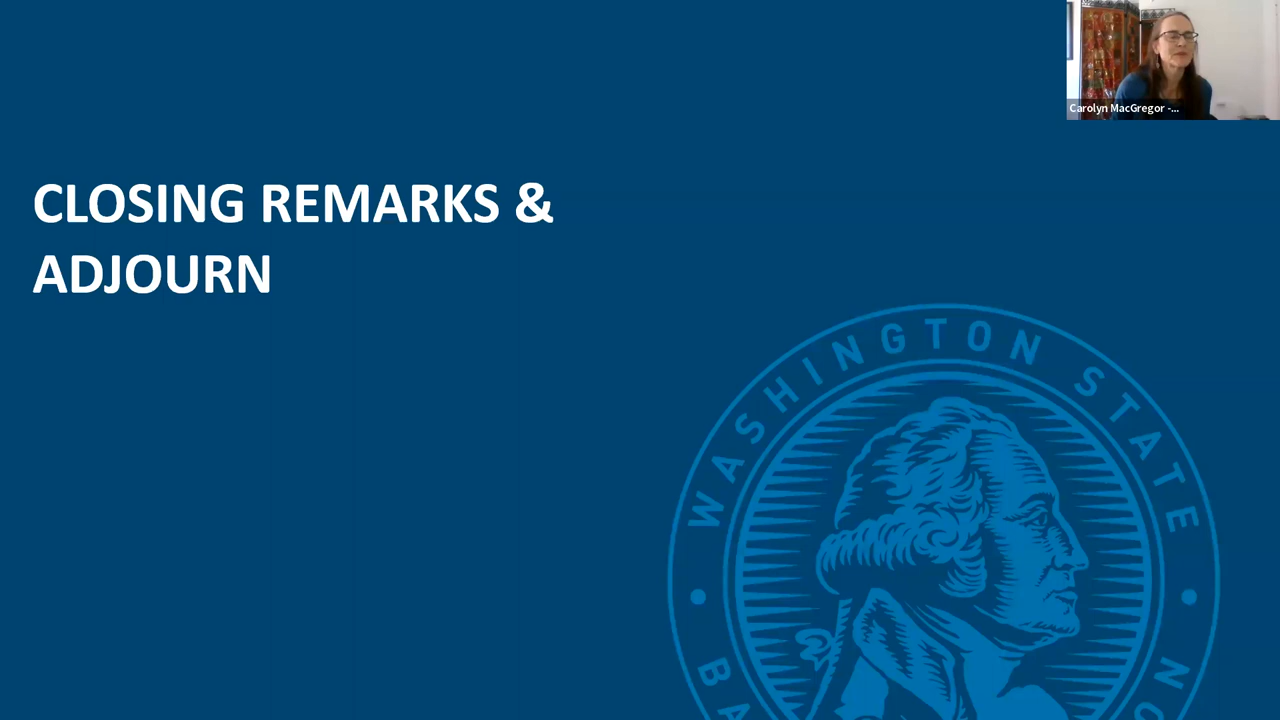 Carolyn MacGregor -...
CLOSING REMARKS &
ADJOURN
WASHINGTON STATE